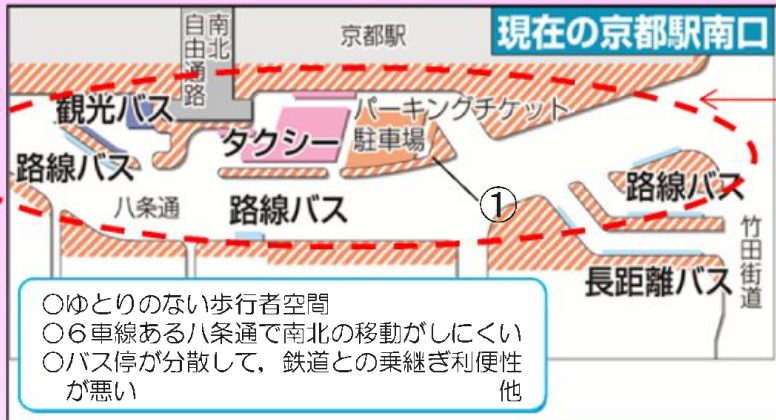 現在の京都駅南口
京都駅
南北
自由通路
観光バス
タクシー
パーキングチケット
駐車場
路線バス
八条通
路線バス
①
路線バス
長距離バス
竹田街道
○ゆとりのない歩行者空間
○６車線ある八条通で南北の移動がしにくい
○バス停が分散して，鉄道との乗継ぎ利便性
が悪い 他